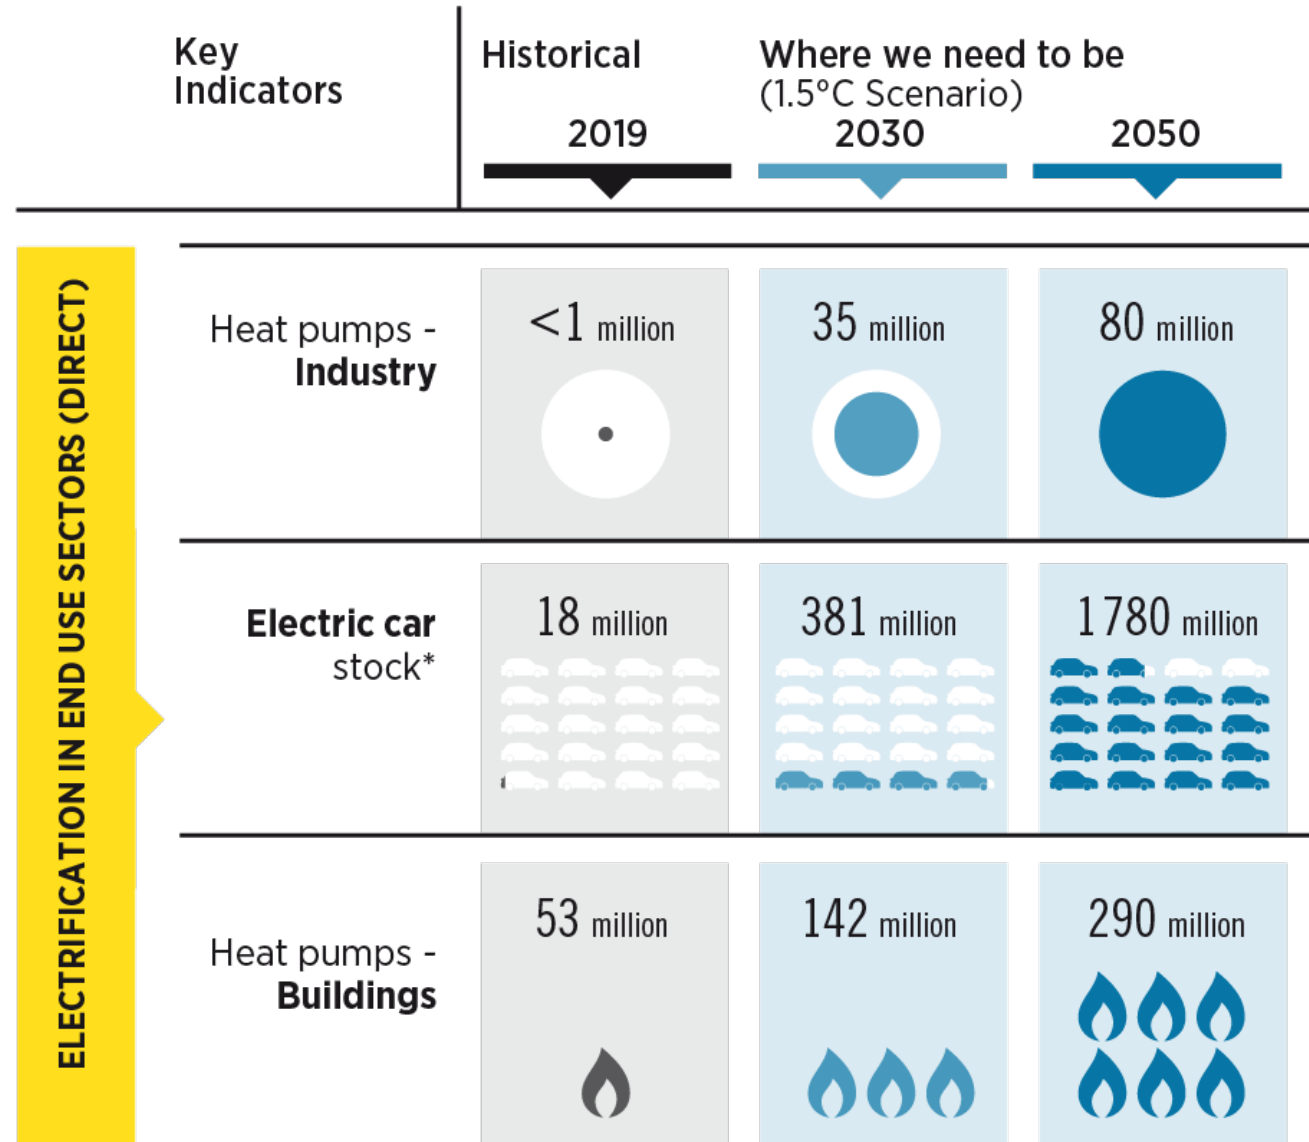 Key
Indicators
Historical
Where we need to be
(1.5°C Scenario)
2019
2030
2050
ELECTRIFICATION IN END USE SECTORS (DIRECT)
Heat pumps -
Industry
<1 million
35 million
80 million
Electric car
stock*
18 million
381 million
1780 million
Heat pumps -
Buildings
53 million
142 million
290 million